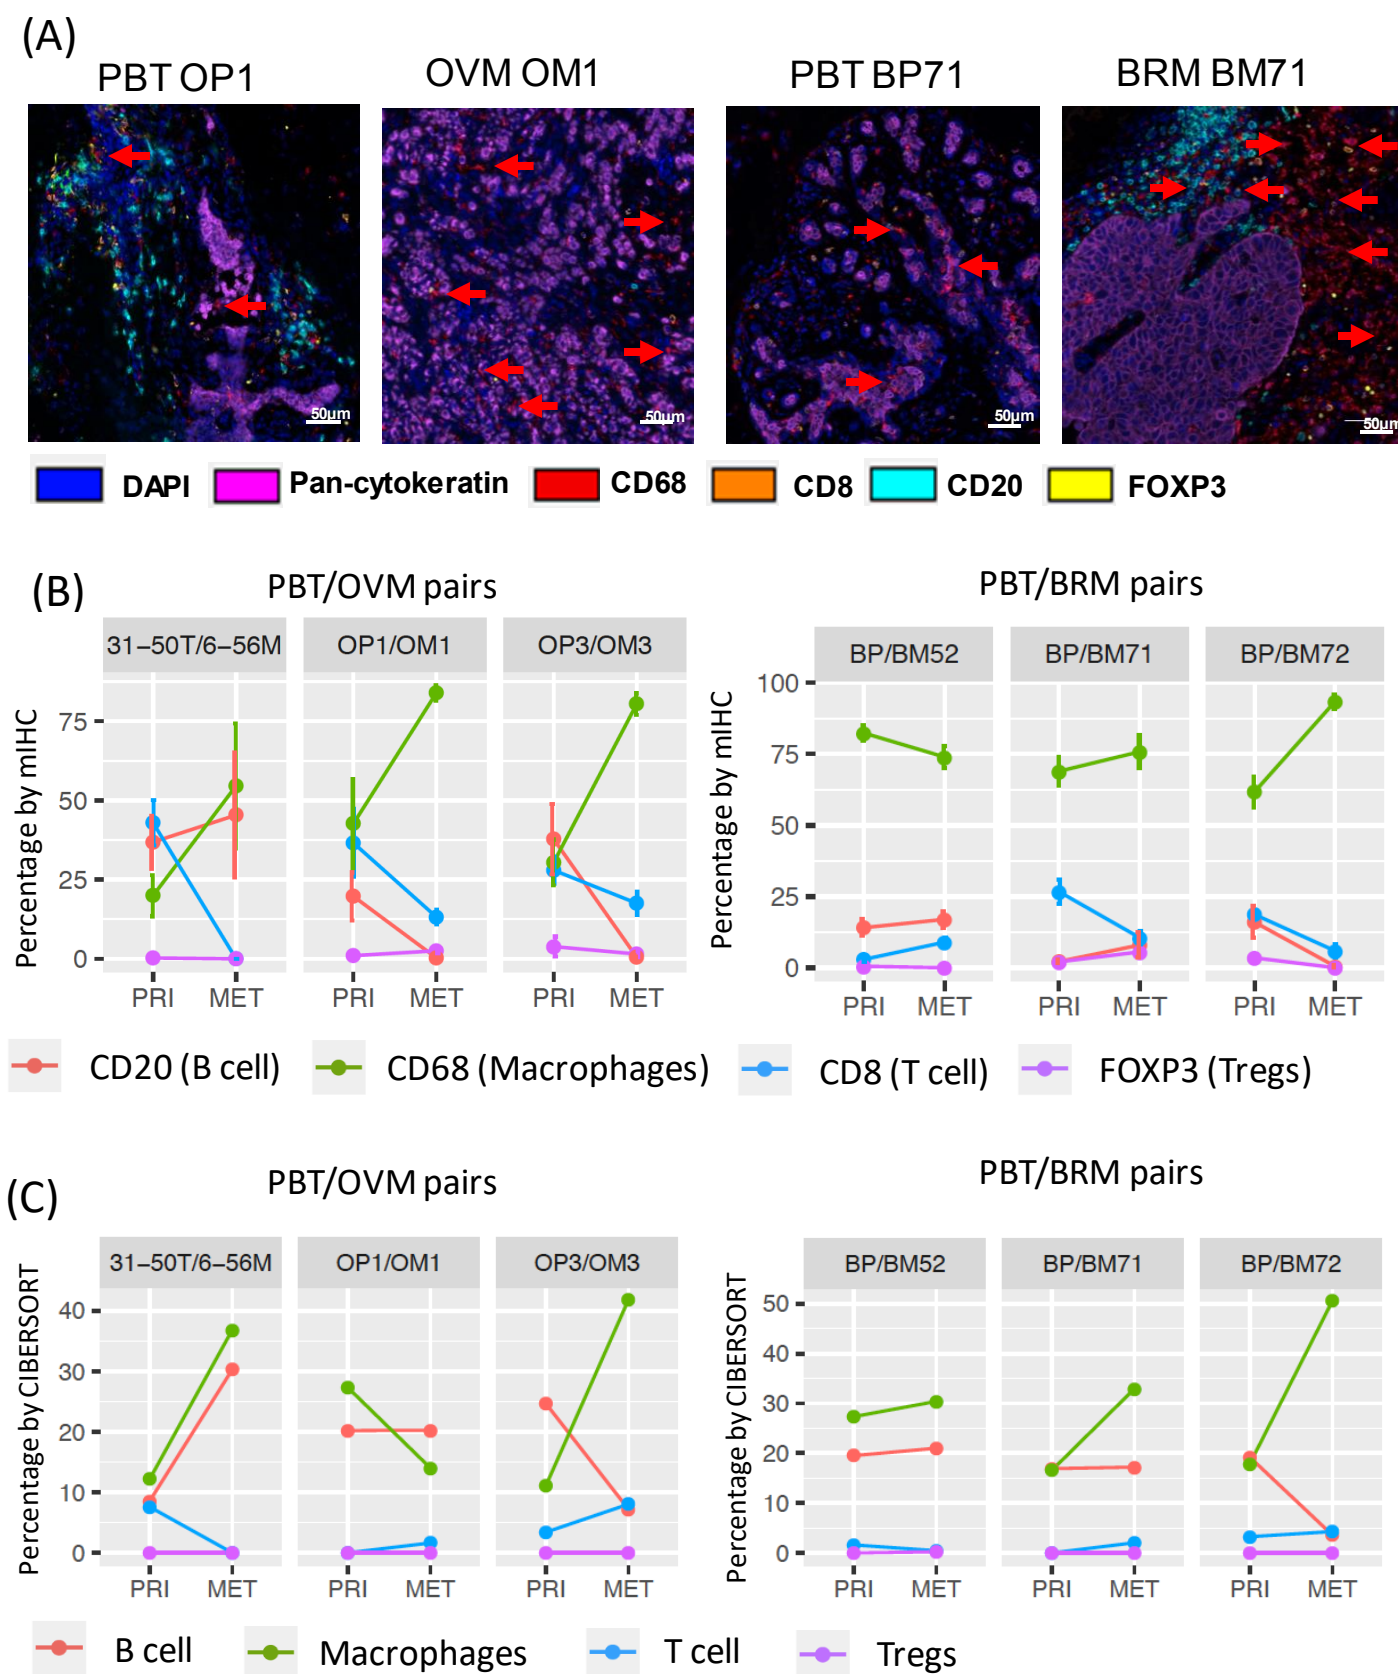 (A)
PBT OP1
OVM OM1
PBT BP71
BRM BM71
50µm
50µm
50µm
50µm
DAPI
Pan-cytokeratin
CD68
CD8
CD20
FOXP3
(B)
PBT/OVM pairs
PBT/BRM pairs
31–50T/6–56M
OP1/OM1
OP3/OM3
BP/BM52
BP/BM71
BP/BM72
Percentage by mIHC
75
50
25
0
Percentage by mIHC
100
75
50
25
0
PRI MET
PRI MET
PRI MET
PRI MET
PRI MET
PRI MET
CD20 (B cell)
CD68 (Macrophages)
CD8 (T cell)
FOXP3 (Tregs)
(C)
PBT/OVM pairs
PBT/BRM pairs
31–50T/6–56M
OP1/OM1
OP3/OM3
BP/BM52
BP/BM71
BP/BM72
Percentage by CIBERSORT
40
30
20
10
0
Percentage by CIBERSORT
50
40
30
20
10
0
PRI MET
PRI MET
PRI MET
PRI MET
PRI MET
PRI MET
B cell
Macrophages
T cell
Tregs